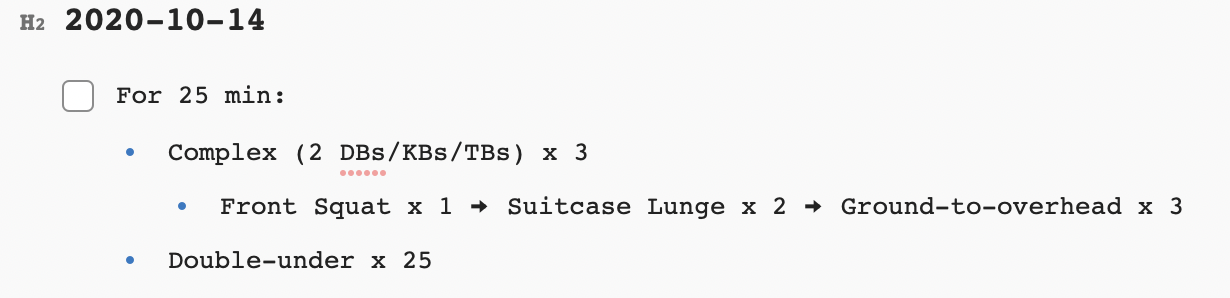 H2 2020-10-14
For 25 min:
• Complex (2 DBs/KBs/TBs) x 3
• Front Squat x 1 → Suitcase Lunge x 2 → Ground-to-overhead x 3
• Double-under x 25